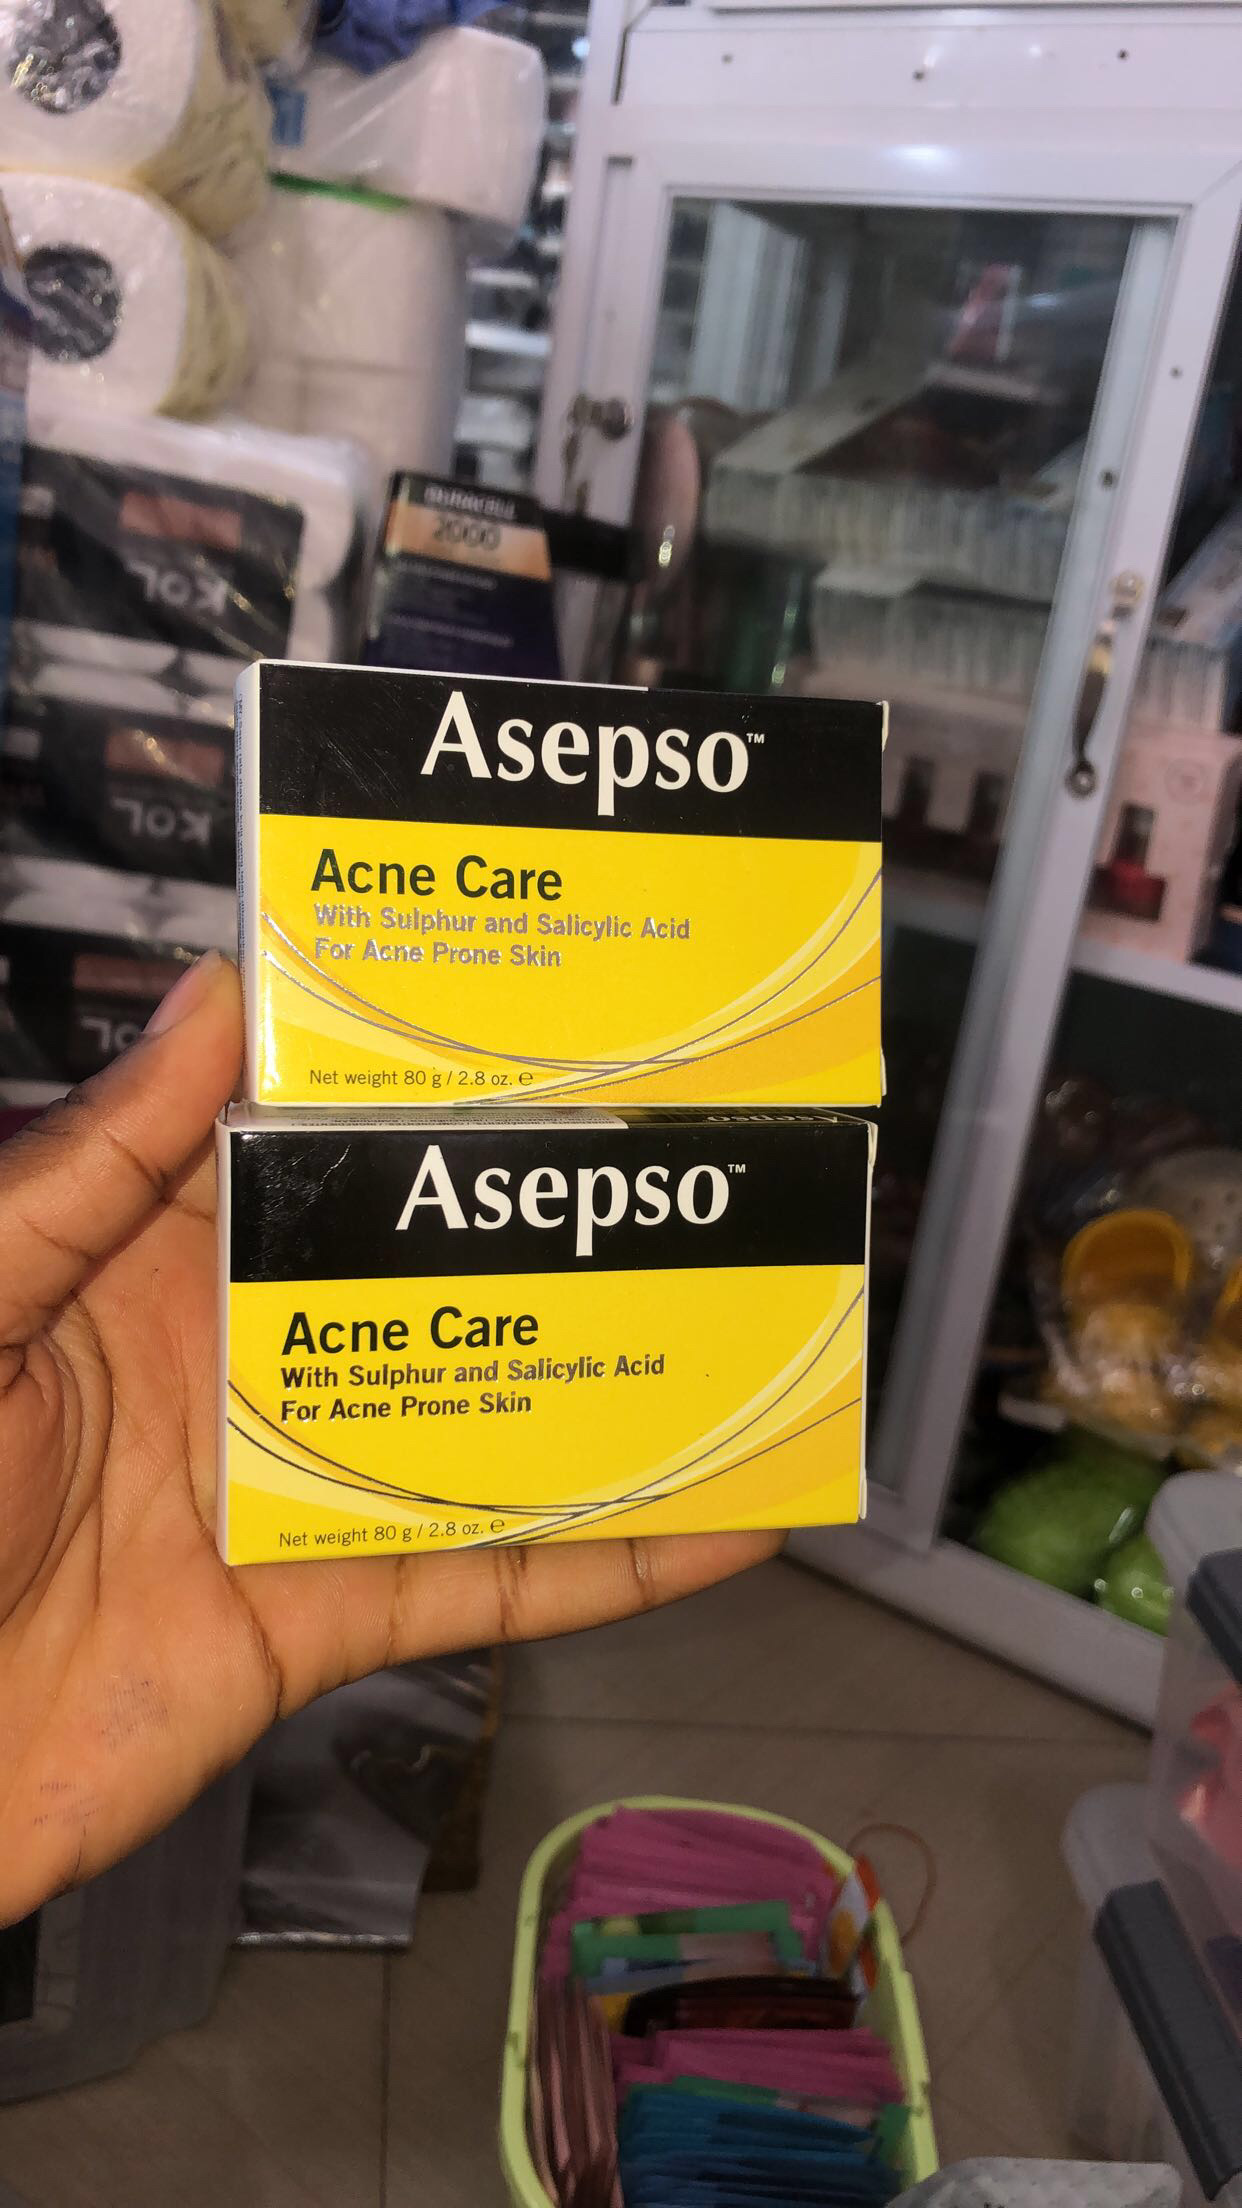 DURACELL
2000
KOL
KOL
Asepso™
Acne Care
With Sulphur and Salicylic Acid
For Acne Prone Skin
Net weight 80 g / 2.8 oz. ℮
Asepso
Asepso™
Acne Care
With Sulphur and Salicylic Acid
For Acne Prone Skin
Net weight 80 g / 2.8 oz. ℮